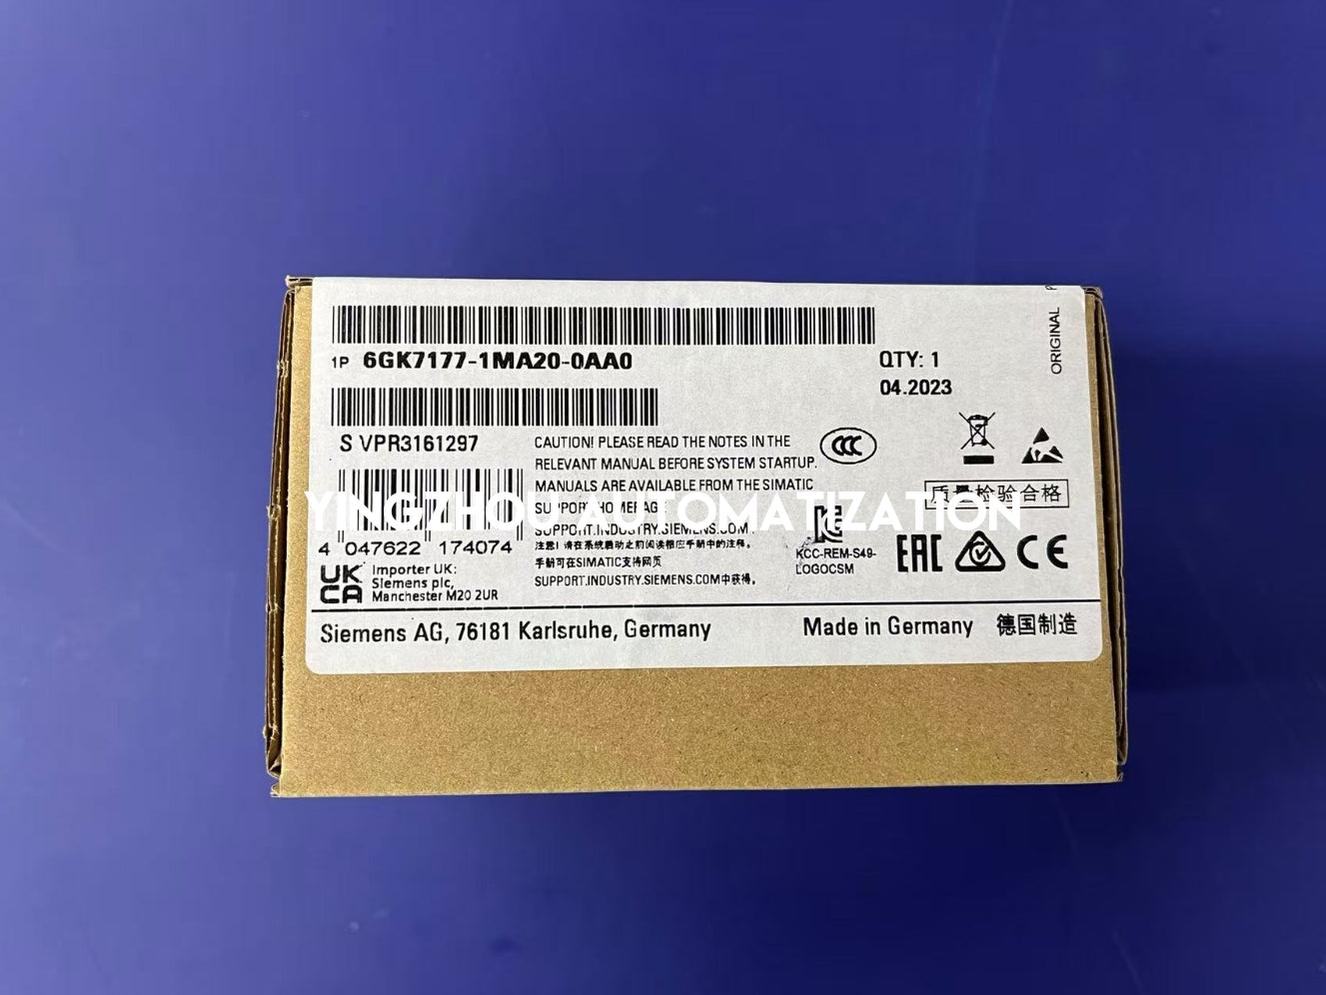 1P 6GK7177-1MA20-0AA0
QTY: 1
04.2023
ORIGINAL
S VPR3161297
CAUTION! PLEASE READ THE NOTES IN THE
RELEVANT MANUAL BEFORE SYSTEM STARTUP.
MANUALS ARE AVAILABLE FROM THE SIMATIC
SUPPORT HOMEPAGE
SUPPORT.INDUSTRY.SIEMENS.COM.
注意! 请在系统启动之前阅读相应手册中的注释。
手册可在SIMATIC支持网页
SUPPORT.INDUSTRY.SIEMENS.COM中获得。
CCC
质量检验合格
YINGZHOU AUTOMATIZATION
4 047622 174074
KCC-REM-S49-
LOGOCSM
EAC
CE
UK
CA
Importer UK:
Siemens plc,
Manchester M20 2UR
Siemens AG, 76181 Karlsruhe, Germany
Made in Germany 德国制造